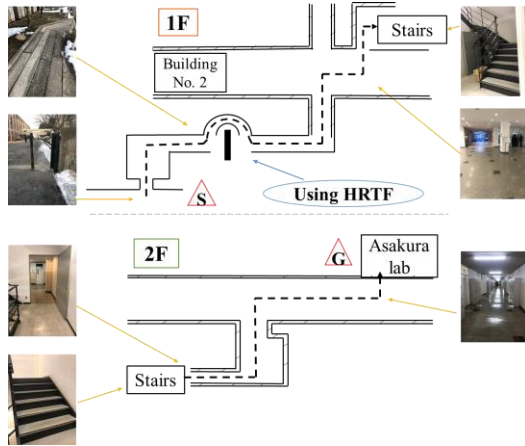 1F
Stairs
Building
No. 2
S
Using HRTF
2F
G
Asakura
lab
Stairs